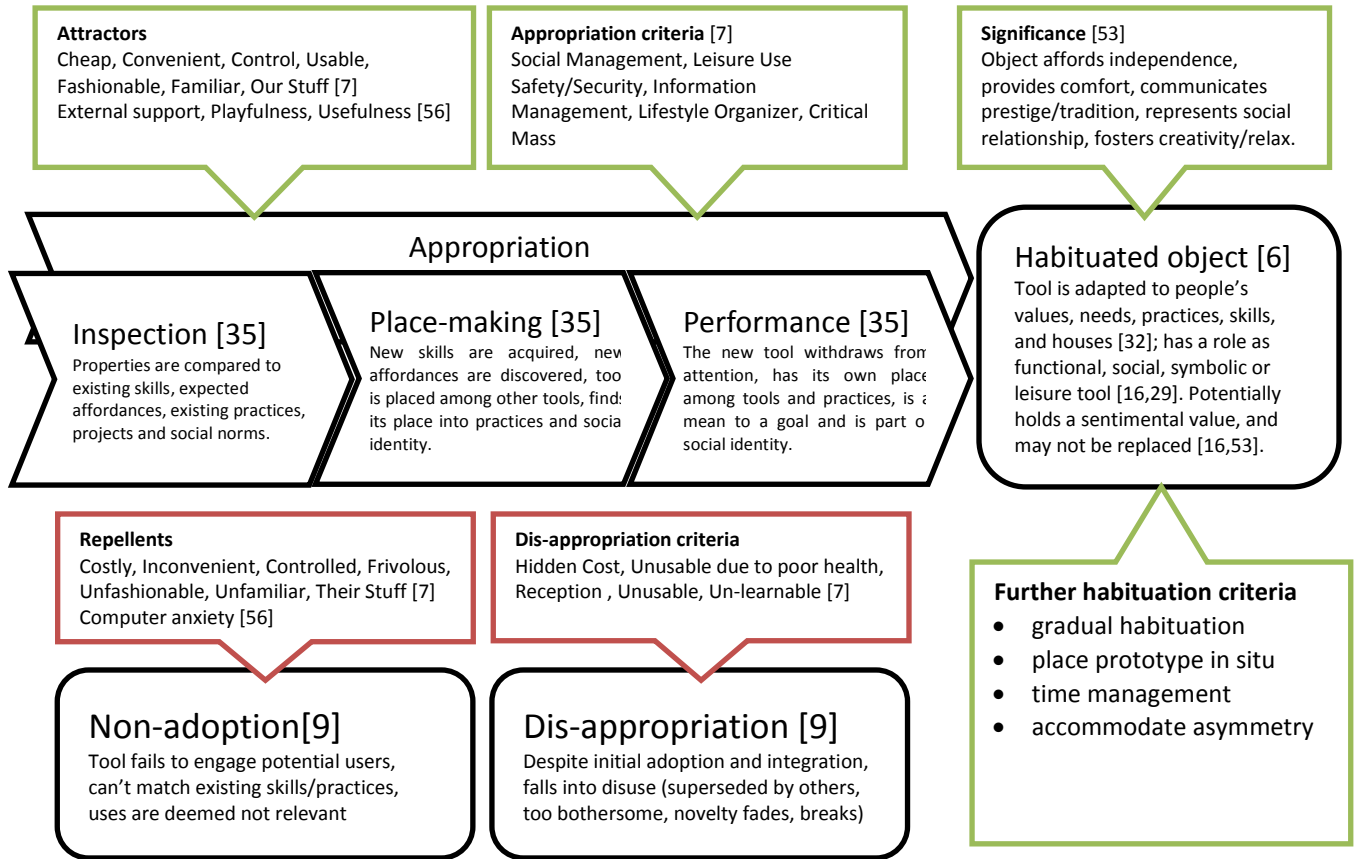 Attractors
Cheap, Convenient, Control, Usable,
Fashionable, Familiar, Our Stuff [7]
External support, Playfulness, Usefulness [56]
Appropriation criteria [7]
Social Management, Leisure Use
Safety/Security, Information
Management, Lifestyle Organizer, Critical
Mass
Significance [53]
Object affords independence,
provides comfort, communicates
prestige/tradition, represents social
relationship, fosters creativity/relax.
Appropriation
Inspection [35]
Properties are compared to
existing skills, expected
affordances, existing practices,
projects and social norms.
Place-making [35]
New skills are acquired, new
affordances are discovered, tool
is placed among other tools, finds
its place into practices and social
identity.
Performance [35]
The new tool withdraws from
attention, has its own place
among tools and practices, is a
mean to a goal and is part of
social identity.
Habituated object [6]
Tool is adapted to people's
values, needs, practices, skills,
and houses [32]; has a role as
functional, social, symbolic or
leisure tool [16,29]. Potentially
holds a sentimental value, and
may not be replaced [16,53].
Repellents
Costly, Inconvenient, Controlled, Frivolous,
Unfashionable, Unfamiliar, Their Stuff [7]
Computer anxiety [56]
Dis-appropriation criteria
Hidden Cost, Unusable due to poor health,
Reception , Unusable, Un-learnable [7]
Further habituation criteria
• gradual habituation
• place prototype in situ
• time management
• accommodate asymmetry
Non-adoption[9]
Tool fails to engage potential users,
can't match existing skills/practices,
uses are deemed not relevant
Dis-appropriation [9]
Despite initial adoption and integration,
falls into disuse (superseded by others,
too bothersome, novelty fades, breaks)